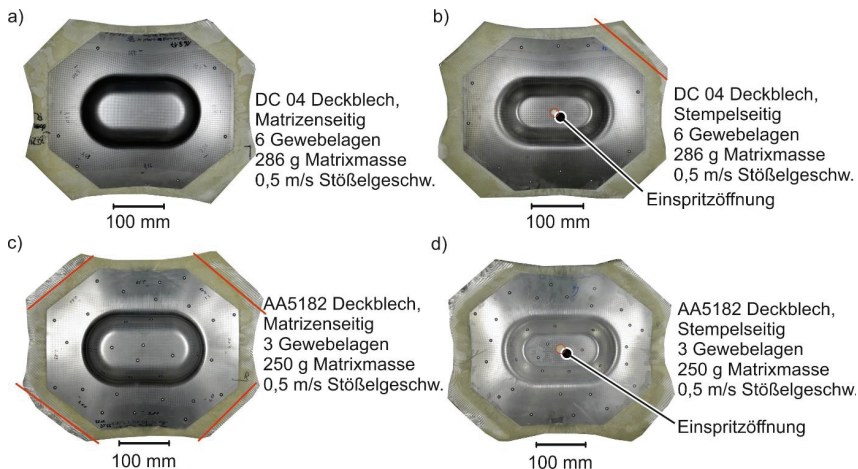 a)
DC 04 Deckblech,
Matrizenseitig
6 Gewebelagen
286 g Matrixmasse
0,5 m/s Stößelgeschw.
100 mm
b)
DC 04 Deckblech,
Stempelseitig
6 Gewebelagen
286 g Matrixmasse
0,5 m/s Stößelgeschw.
Einspritzöffnung
100 mm
c)
AA5182 Deckblech,
Matrizenseitig
3 Gewebelagen
250 g Matrixmasse
0,5 m/s Stößelgeschw.
100 mm
d)
AA5182 Deckblech,
Stempelseitig
3 Gewebelagen
250 g Matrixmasse
0,5 m/s Stößelgeschw.
Einspritzöffnung
100 mm